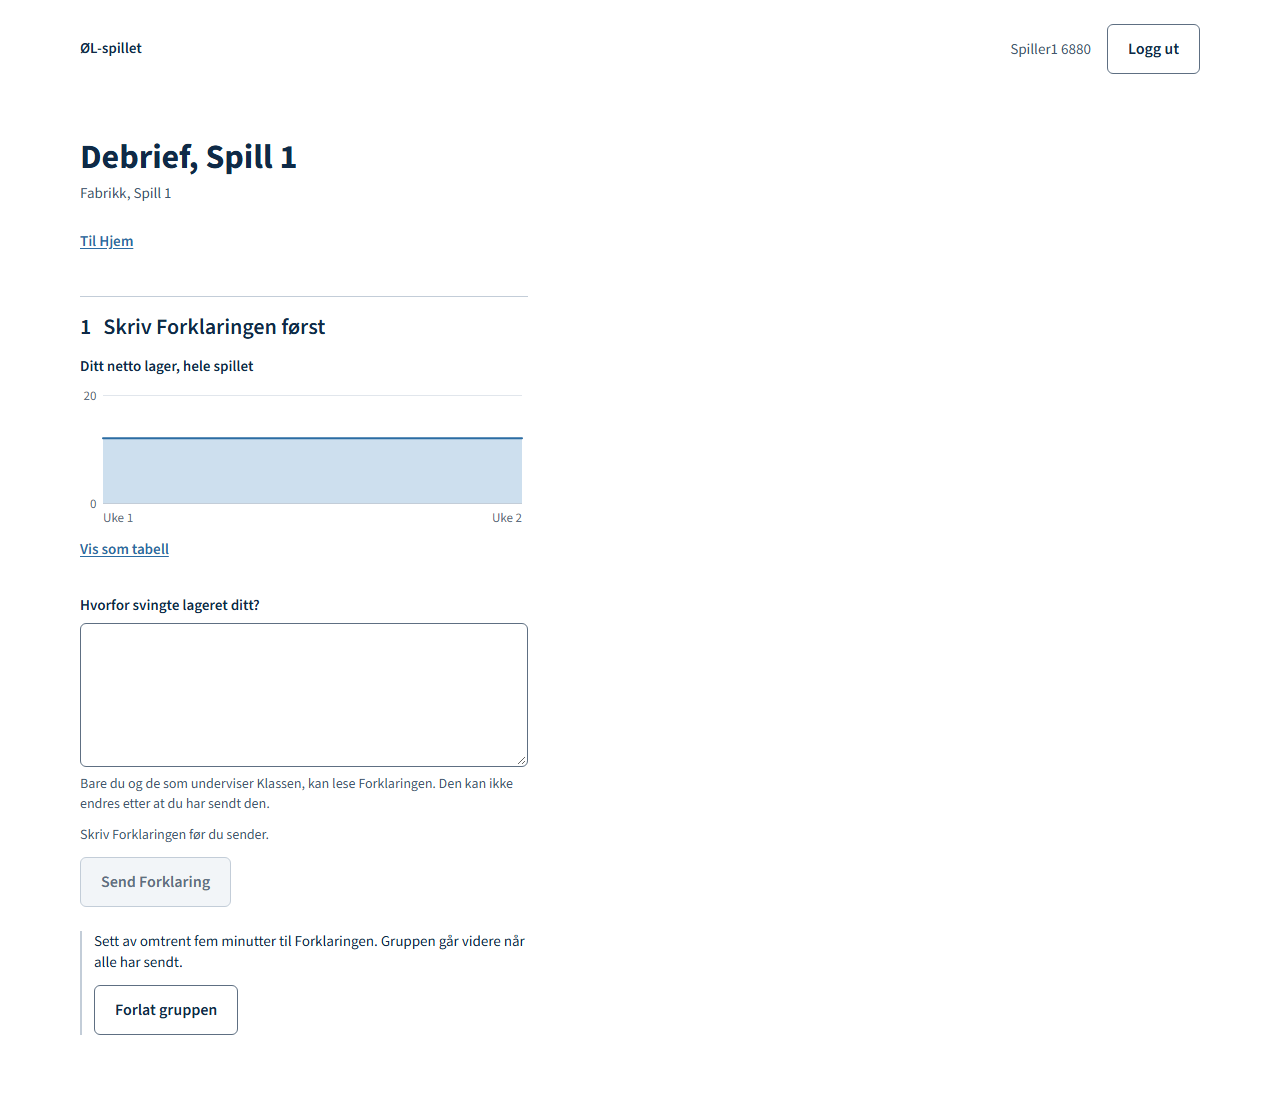 ØL-spillet
Spiller1 6880
Logg ut
Debrief, Spill 1
Fabrikk, Spill 1
Til Hjem
1 Skriv Forklaringen først
Ditt netto lager, hele spillet
20
0
Uke 1
Uke 2
Vis som tabell
Hvorfor svingte lageret ditt?
Bare du og de som underviser Klassen, kan lese Forklaringen. Den kan ikke
endres etter at du har sendt den.
Skriv Forklaringen før du sender.
Send Forklaring
Sett av omtrent fem minutter til Forklaringen. Gruppen går videre når
alle har sendt.
Forlat gruppen